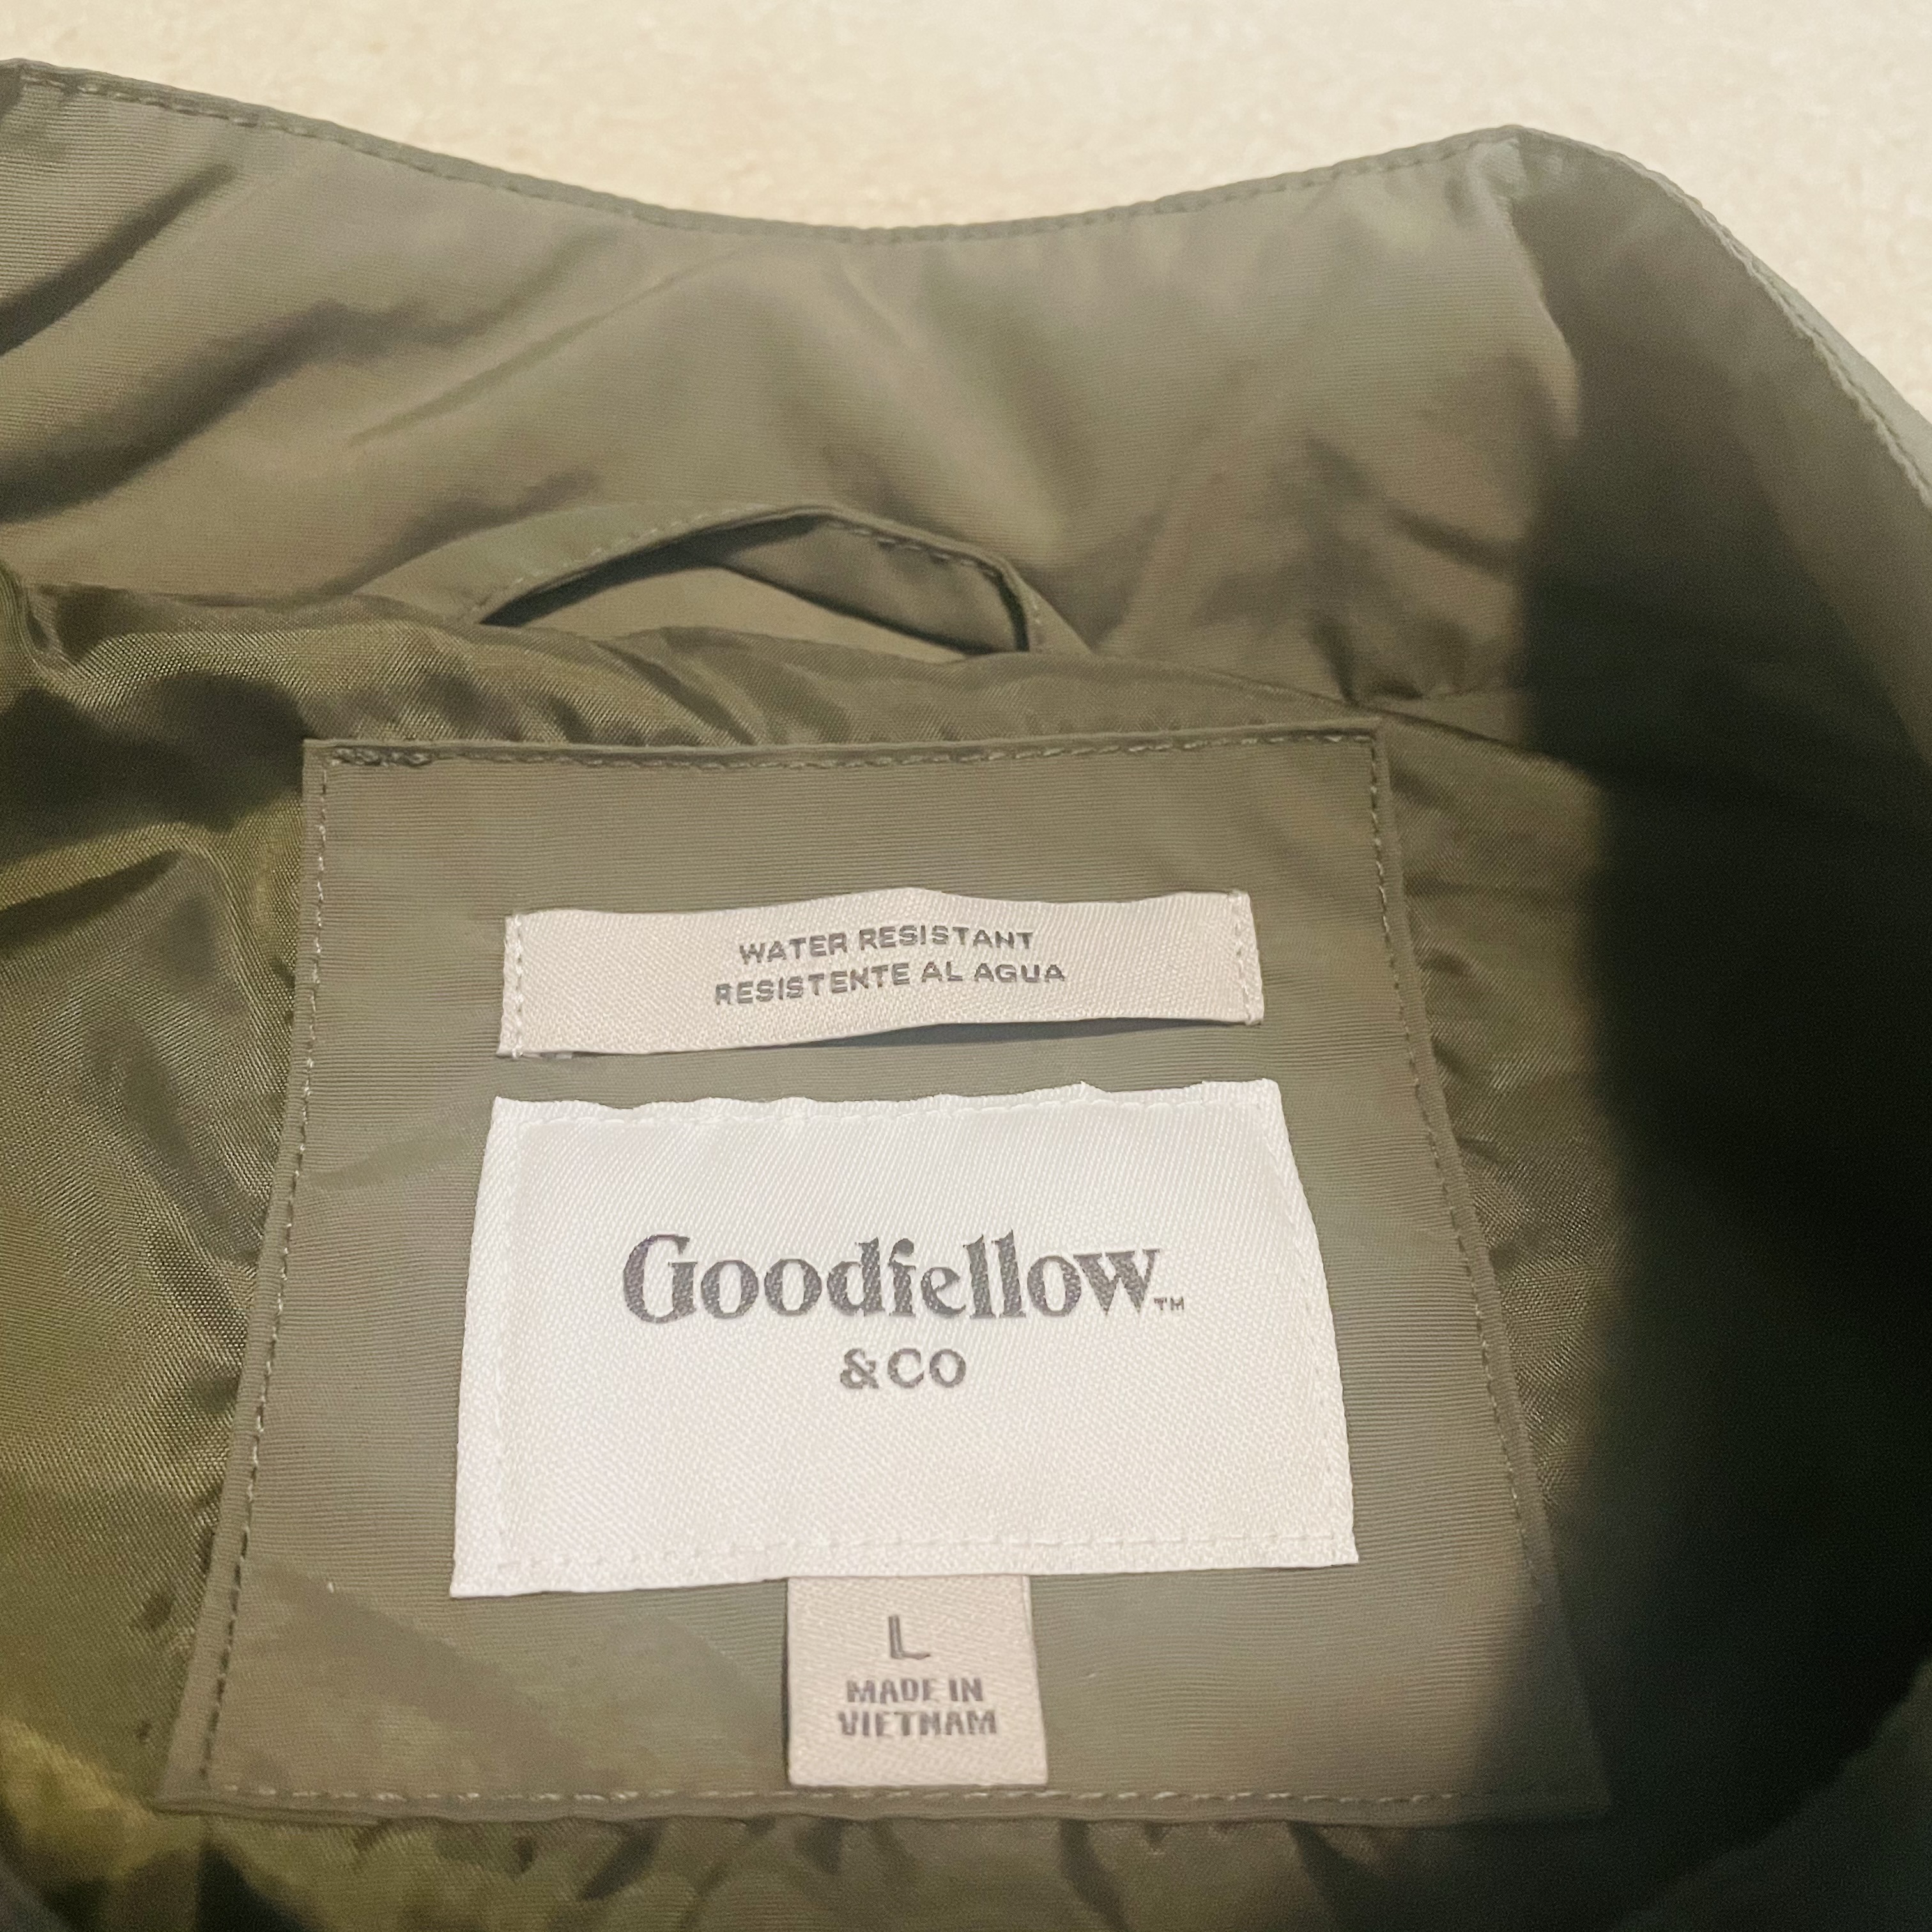 WATER RESISTANT
RESISTENTE AL AGUA
Goodfellow™
&CO
L
MADE IN
VIETNAM